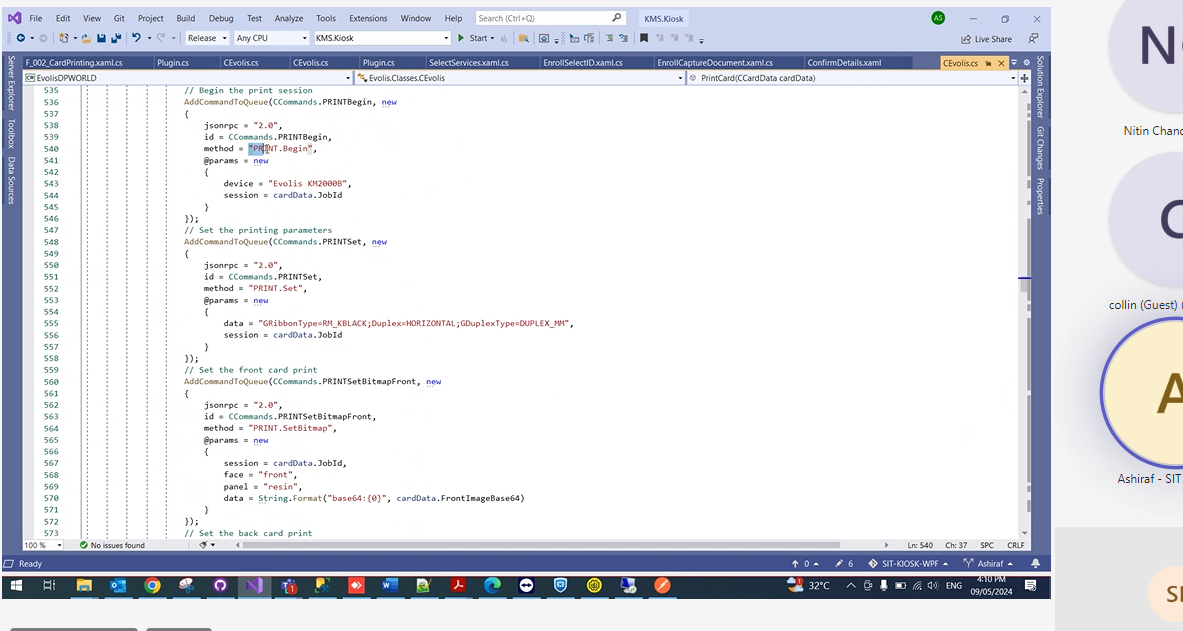 File Edit View Git Project Build Debug Test Analyze Tools Extensions Window Help Search (Ctrl+Q) KMS.Kiosk AS
Release Any CPU KMS.Kiosk Start Live Share
F_002_CardPrinting.xaml.cs Plugin.cs CEvolis.cs CEvolis.cs Plugin.cs SelectServices.xaml.cs EnrollSelectID.xaml.cs EnrollCaptureDocument.xaml.cs ConfirmDetails.xaml CEvolis.cs
EvolisDPWORLD Evolis.Classes.CEvolis PrintCard(CCardData cardData)
Server Explorer
Toolbox
Data Sources
Solution Explorer
Git Changes
Properties
535 // Begin the print session
536 AddCommandToQueue(CCommands.PRINTBegin, new
537 {
538 jsonrpc = "2.0",
539 id = CCommands.PRINTBegin,
540 method = "PRINT.Begin",
541 @params = new
542 {
543 device = "Evolis KM2000B",
544 session = cardData.JobId
545 }
546 });
547 // Set the printing parameters
548 AddCommandToQueue(CCommands.PRINTSet, new
549 {
550 jsonrpc = "2.0",
551 id = CCommands.PRINTSet,
552 method = "PRINT.Set",
553 @params = new
554 {
555 data = "GRibbonType=RM_KBLACK;Duplex=HORIZONTAL;GDuplexType=DUPLEX_MM",
556 session = cardData.JobId
557 }
558 });
559 // Set the front card print
560 AddCommandToQueue(CCommands.PRINTSetBitmapFront, new
561 {
562 jsonrpc = "2.0",
563 id = CCommands.PRINTSetBitmapFront,
564 method = "PRINT.SetBitmap",
565 @params = new
566 {
567 session = cardData.JobId,
568 face = "front",
569 panel = "resin",
570 data = String.Format("base64:{0}", cardData.FrontImageBase64)
571 }
572 });
573 // Set the back card print
100 % No issues found Ln: 540 Ch: 37 SPC CRLF
Ready 0 6 SIT-KIOSK-WPF Ashiraf
32°C ENG 4:10 PM
09/05/2024
Nitin Chand
collin (Guest)
A
Ashiraf - SIT